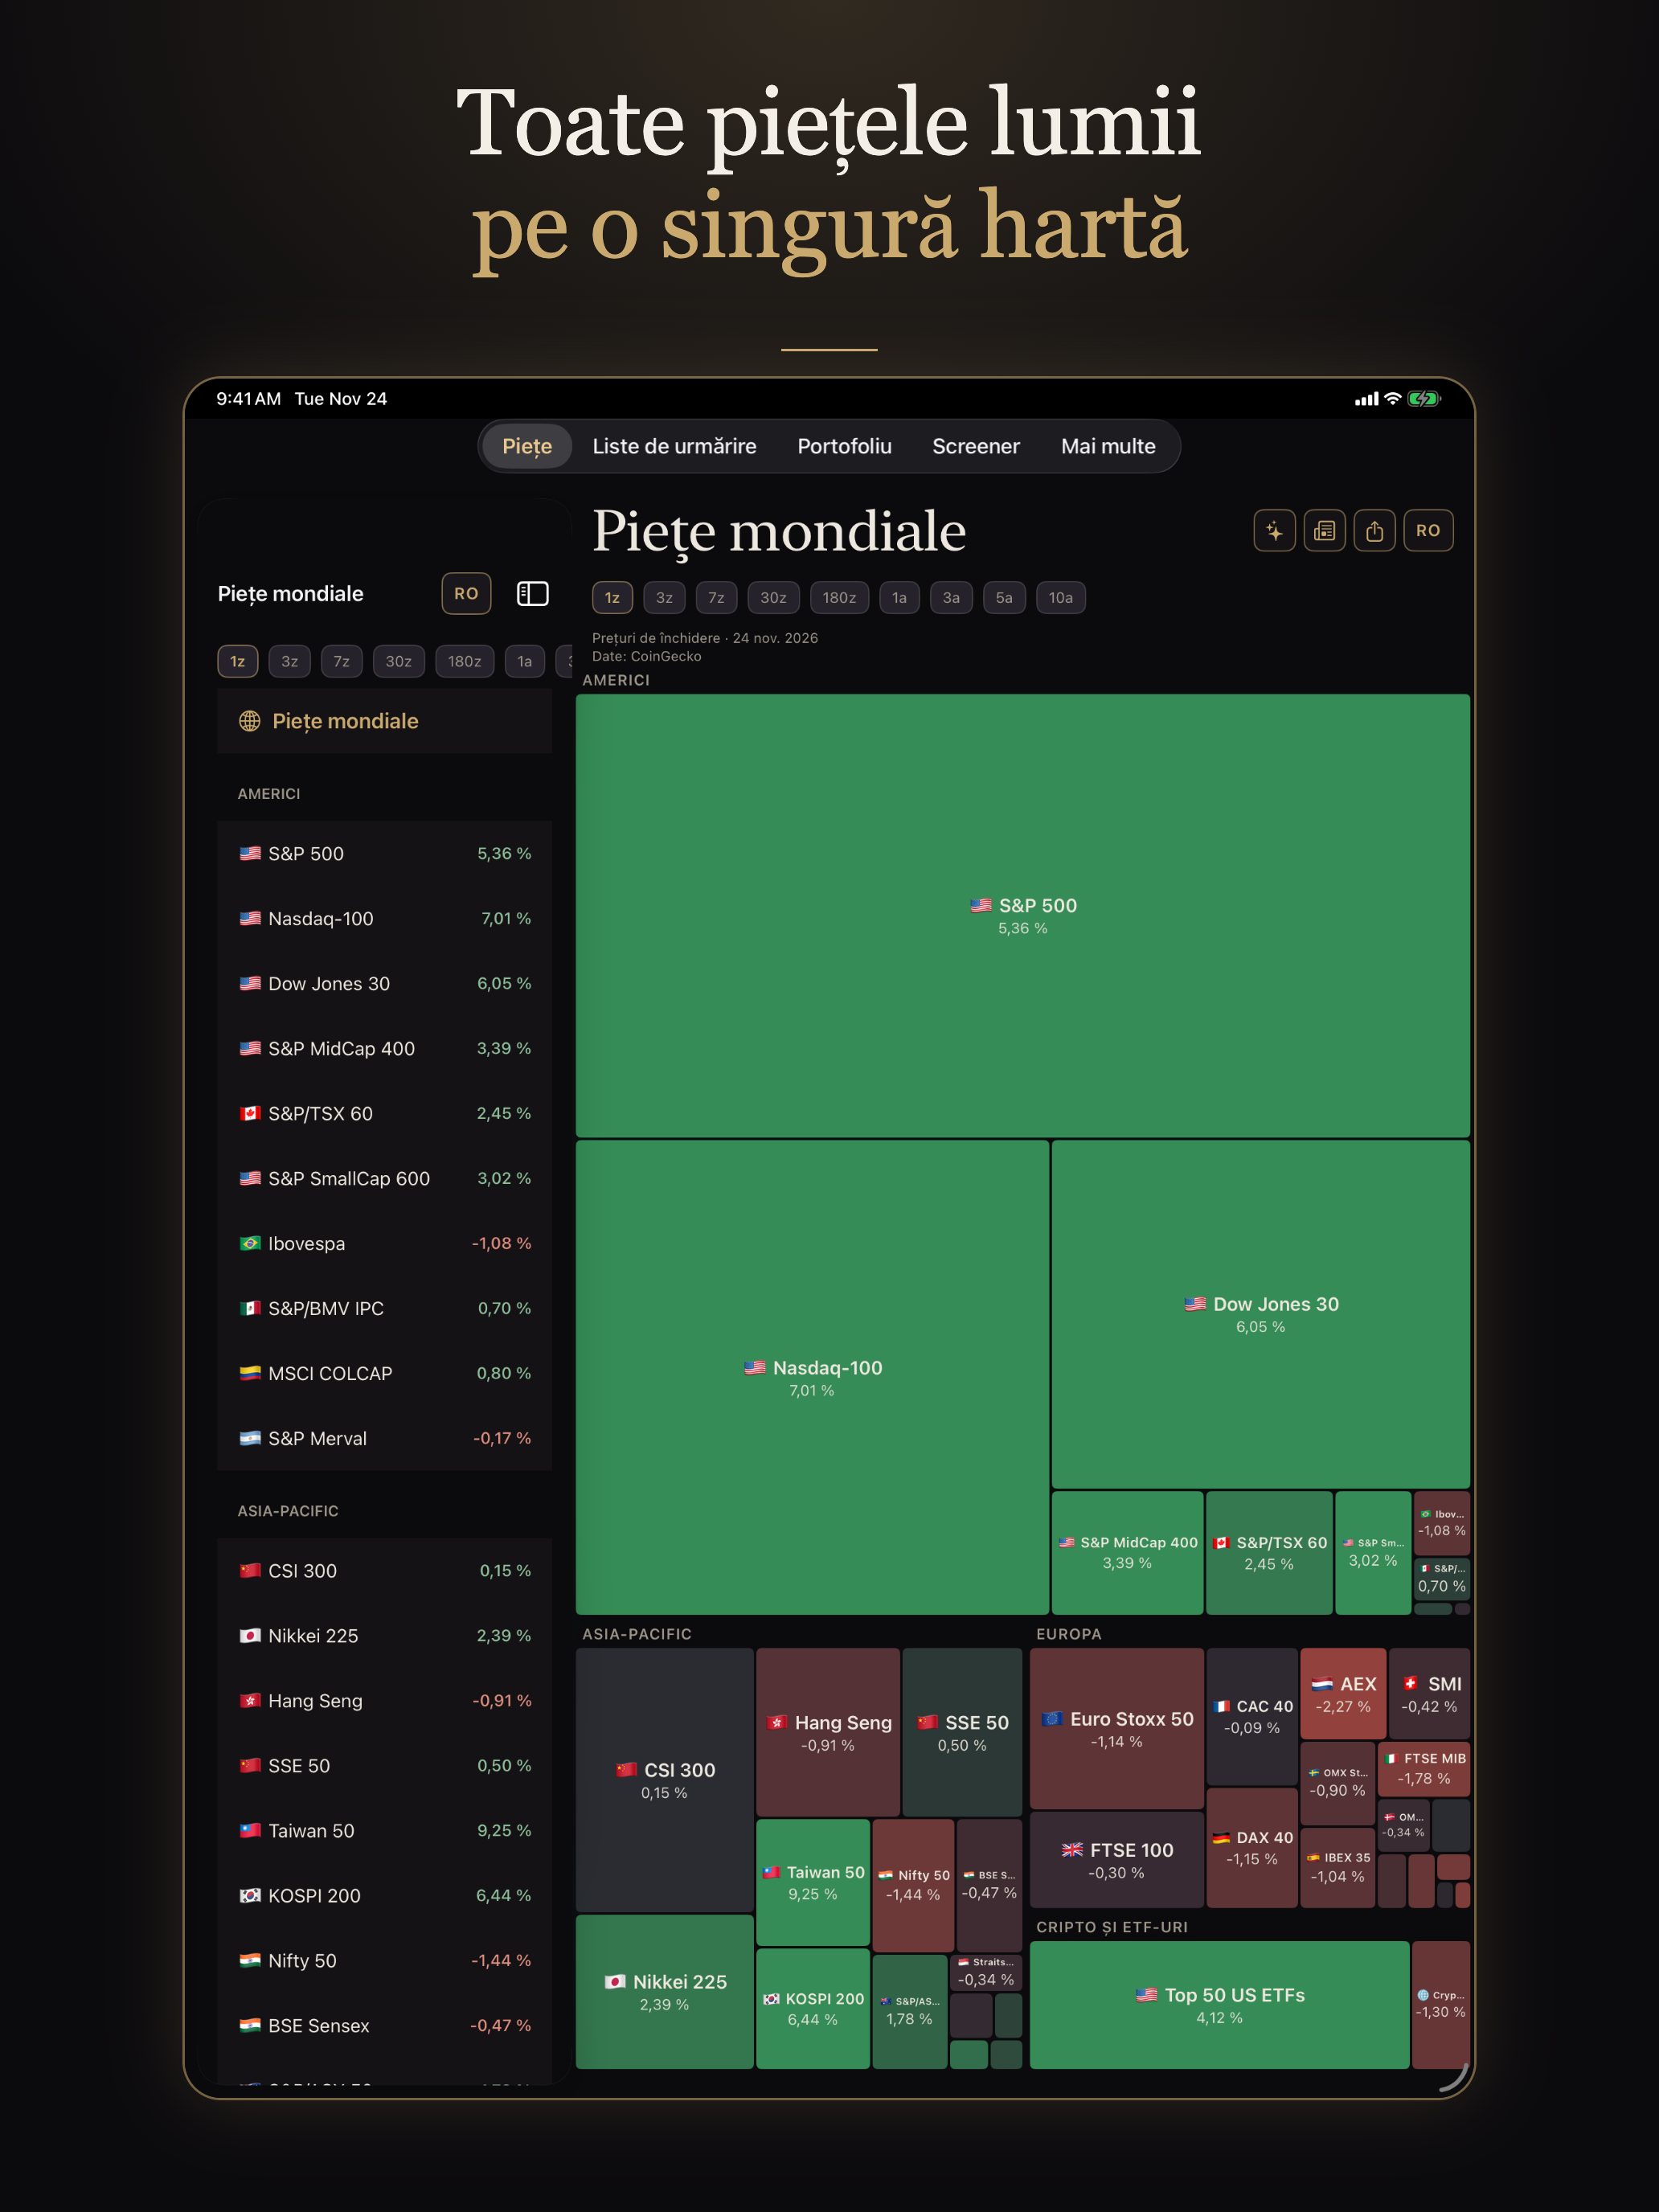 Toate piețele lumii
pe o singură hartă
9:41 AM Tue Nov 24
Piețe Liste de urmărire Portofoliu Screener Mai multe
Piețe mondiale
RO
1z 3z 7z 30z 180z 1a
Piețe mondiale
AMERICI
S&P 500 5,36 %
Nasdaq-100 7,01 %
Dow Jones 30 6,05 %
S&P MidCap 400 3,39 %
S&P/TSX 60 2,45 %
S&P SmallCap 600 3,02 %
Ibovespa -1,08 %
S&P/BMV IPC 0,70 %
MSCI COLCAP 0,80 %
S&P Merval -0,17 %
ASIA-PACIFIC
CSI 300 0,15 %
Nikkei 225 2,39 %
Hang Seng -0,91 %
SSE 50 0,50 %
Taiwan 50 9,25 %
KOSPI 200 6,44 %
Nifty 50 -1,44 %
BSE Sensex -0,47 %
Piețe mondiale
RO
1z 3z 7z 30z 180z 1a 3a 5a 10a
Prețuri de închidere · 24 nov. 2026
Date: CoinGecko
AMERICI
S&P 500
5,36 %
Nasdaq-100
7,01 %
Dow Jones 30
6,05 %
S&P MidCap 400
3,39 %
S&P/TSX 60
2,45 %
S&P Sm...
3,02 %
Ibov...
-1,08 %
S&P/...
0,70 %
ASIA-PACIFIC
CSI 300
0,15 %
Hang Seng
-0,91 %
SSE 50
0,50 %
Taiwan 50
9,25 %
Nifty 50
-1,44 %
BSE S...
-0,47 %
Nikkei 225
2,39 %
KOSPI 200
6,44 %
S&P/AS...
1,78 %
Straits...
-0,34 %
EUROPA
Euro Stoxx 50
-1,14 %
CAC 40
-0,09 %
AEX
-2,27 %
SMI
-0,42 %
FTSE 100
-0,30 %
DAX 40
-1,15 %
OMX St...
-0,90 %
FTSE MIB
-1,78 %
OM...
-0,34 %
IBEX 35
-1,04 %
CRIPTO ȘI ETF-URI
Top 50 US ETFs
4,12 %
Cryp...
-1,30 %